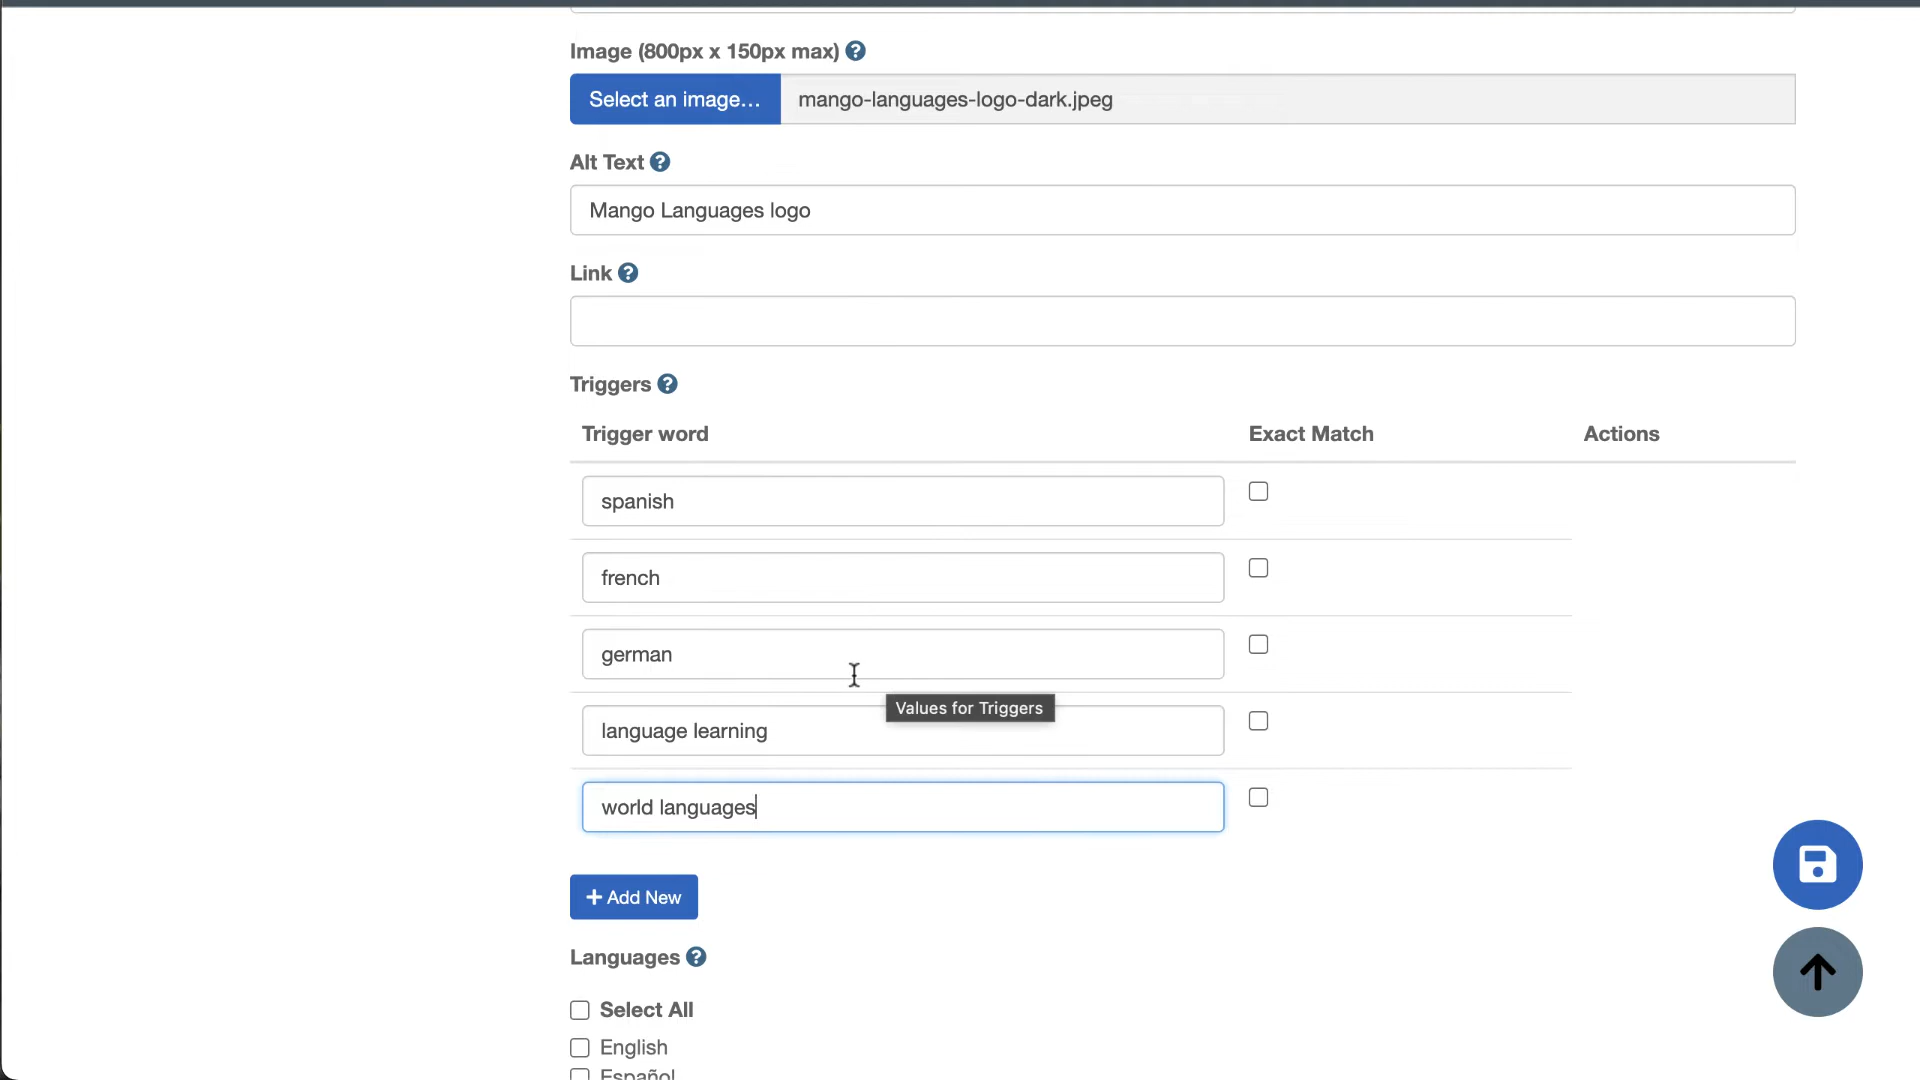 Image (800px x 150px max)
Select an image... mango-languages-logo-dark.jpeg
Alt Text
Mango Languages logo
Link
Triggers
Trigger word Exact Match Actions
spanish
french
german
Values for Triggers
language learning
world languages
+ Add New
Languages
Select All
English
Español